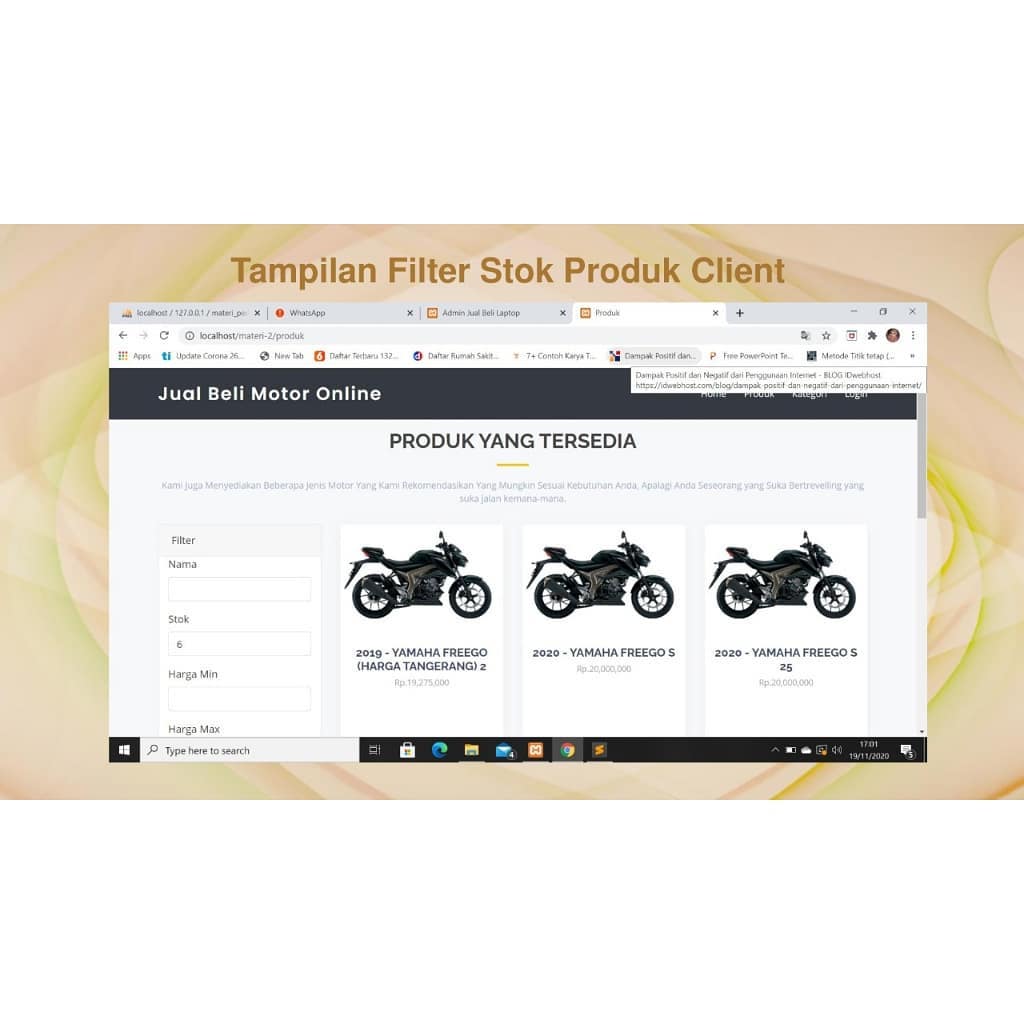 Tampilan Filter Stok Produk Client
localhost / 127.0.0.1 / materi_pe
WhatsApp
Admin Jual Beli Laptop
Produk
localhost/materi-2/produk
Apps
Update Corona 26...
New Tab
Daftar Terbaru 132...
Daftar Rumah Sakit...
7+ Contoh Karya T...
Dampak Positif dan...
Free PowerPoint Te...
Metode Titik tetap (...
»
Dampak Positif dan Negatif dari Penggunaan Internet - BLOG IDwebhost
https://idwebhost.com/blog/dampak-positif-dan-negatif-dari-penggunaan-internet/
Jual Beli Motor Online
Home Produk Kategori Login
PRODUK YANG TERSEDIA
Kami Juga Menyediakan Beberapa Jenis Motor Yang Kami Rekomendasikan Yang Mungkin Sesuai Kebutuhan Anda, Apalagi Anda Seseorang yang Suka Bertrevelling yang
suka jalan kemana-mana.
Filter
Nama
Stok
6
Harga Min
Harga Max
2019 - YAMAHA FREEGO
(HARGA TANGERANG) 2
Rp.19,275,000
2020 - YAMAHA FREEGO S
Rp.20,000,000
2020 - YAMAHA FREEGO S
25
Rp.20,000,000
Type here to search
4
17:01
19/11/2020
5